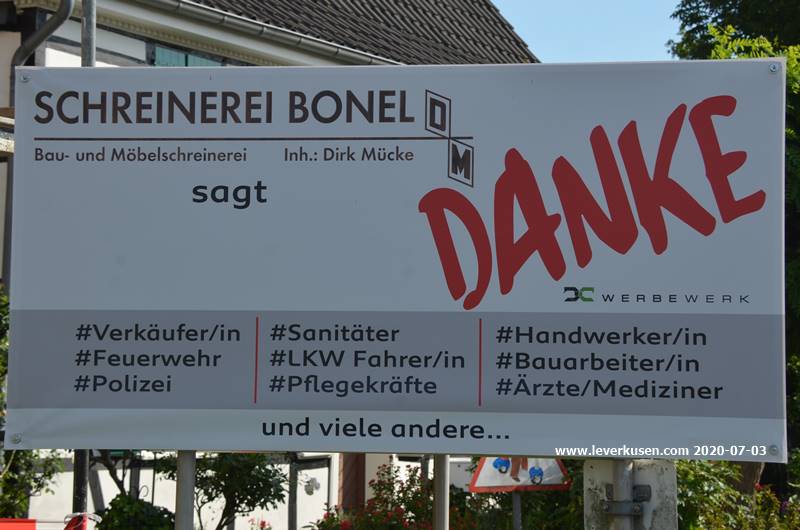 SCHREINEREI BONEL
D
M
Bau- und Möbelschreinerei Inh.: Dirk Mücke
sagt
DANKE
WERBEWERK
#Verkäufer/in #Sanitäter #Handwerker/in
#Feuerwehr #LKW Fahrer/in #Bauarbeiter/in
#Polizei #Pflegekräfte #Ärzte/Mediziner
und viele andere...
www.leverkusen.com 2020-07-03